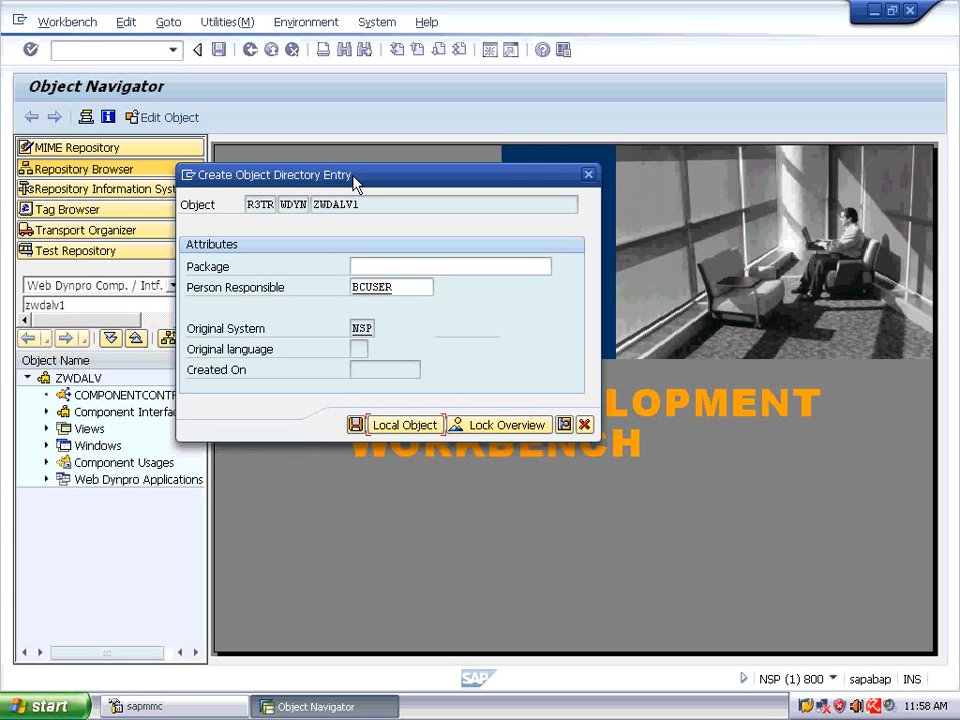 Workbench Edit Goto Utilities(M) Environment System Help
Object Navigator
Edit Object
MIME Repository
Repository Browser
Repository Information Syst
Tag Browser
Transport Organizer
Test Repository
Web Dynpro Comp. / Intf.
zwdalv1
Object Name
ZWDALV
COMPONENTCONTR
Component Interfa
Views
Windows
Component Usages
Web Dynpro Applications
Create Object Directory Entry
Object R3TR WDYN ZWDALV1
Attributes
Package
Person Responsible BCUSER
Original System NSP
Original language
Created On
Local Object Lock Overview
LOPMENT
WORKBENCH
SAP
NSP (1) 800 sapabap INS
start sapmmc Object Navigator 11:58 AM